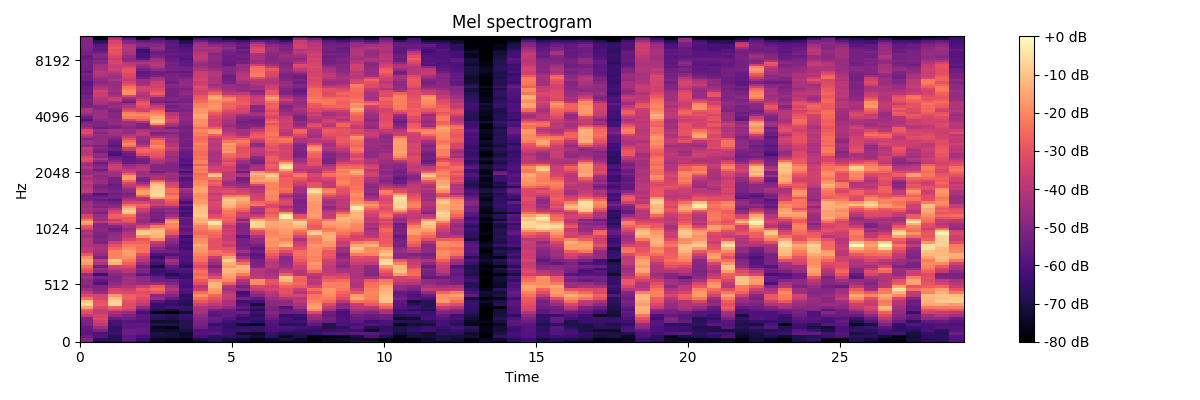 Mel spectrogram
Hz
8192
4096
2048
1024
512
0
0 5 10 15 20 25
Time
+0 dB
-10 dB
-20 dB
-30 dB
-40 dB
-50 dB
-60 dB
-70 dB
-80 dB